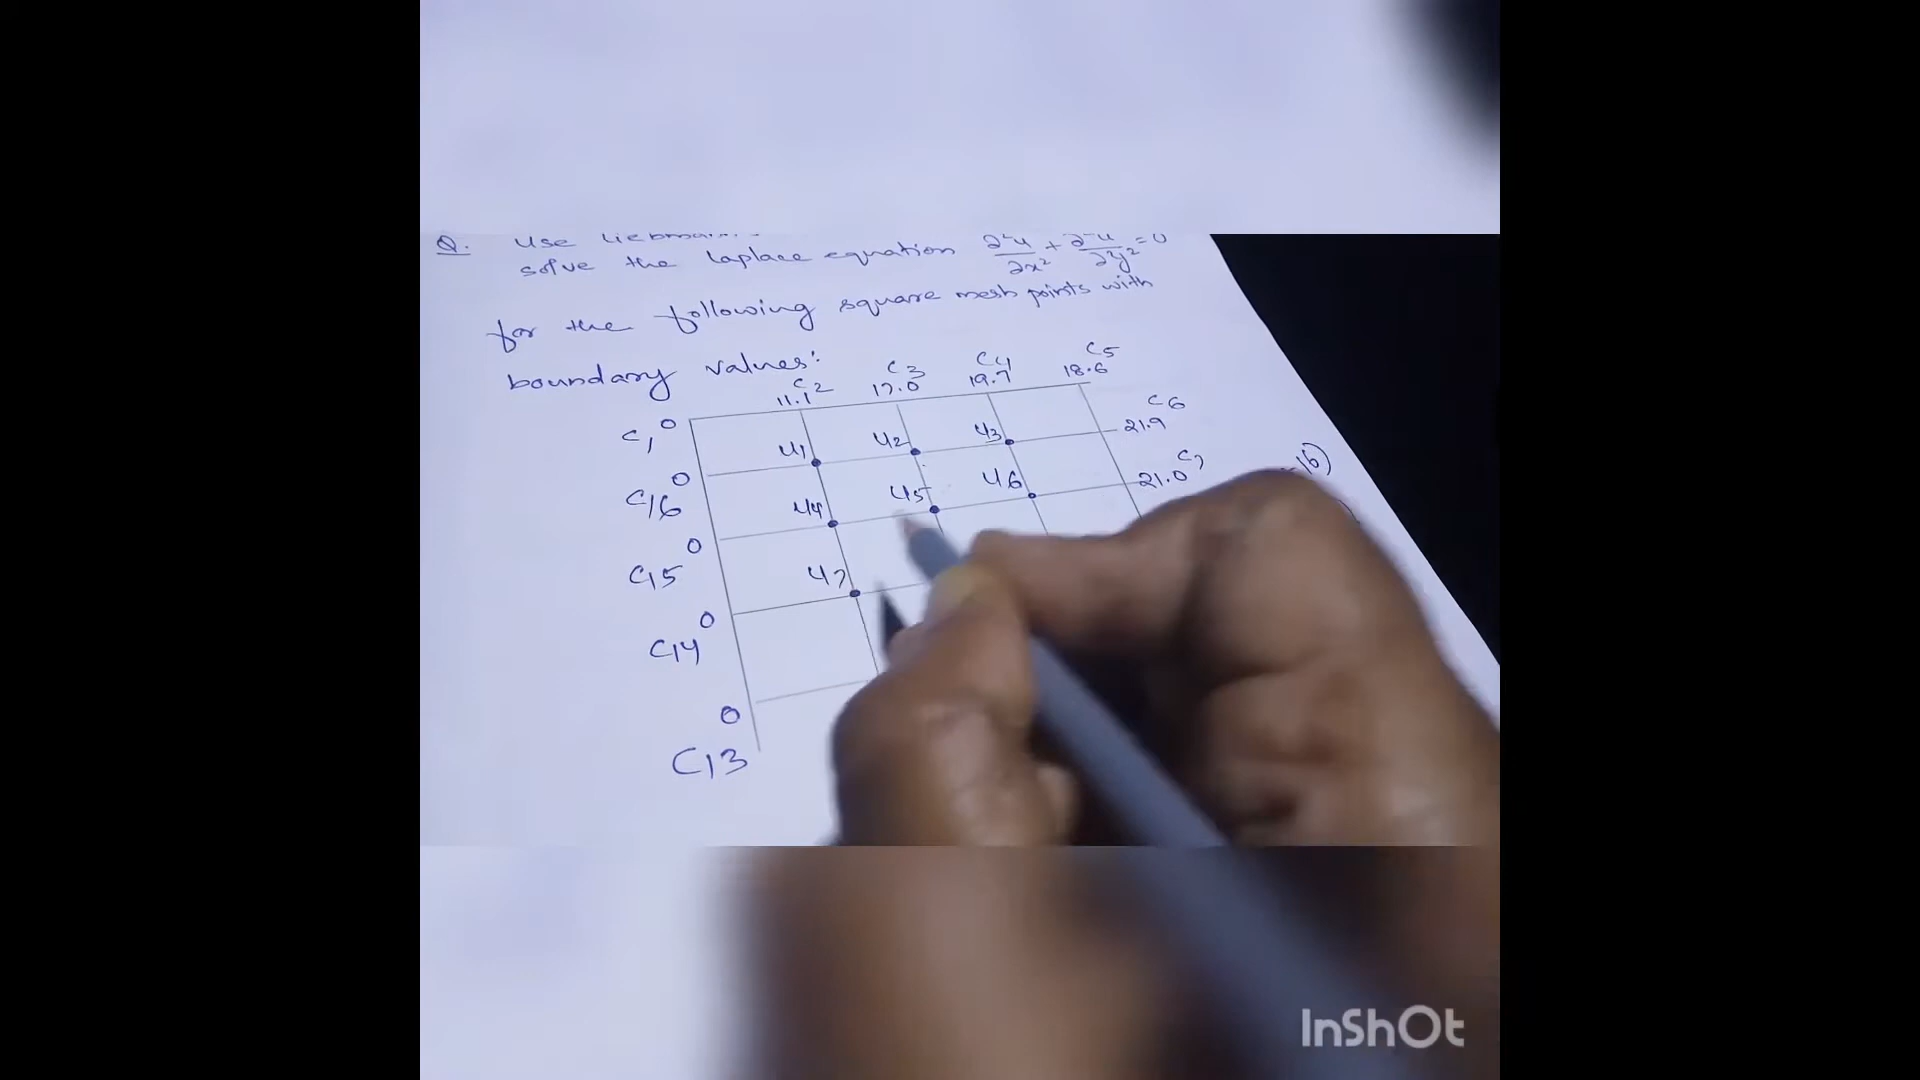 Q. Use
solve the Laplace equation ∂²u/∂x² + ∂²u/∂y² = 0
for the following square mesh points with
boundary values:
C2 C3 C4 C5
11.1 17.0 19.7 18.6
C1 0
u1 u2 u3 21.9 C6
C16 0
u4 u5 u6 21.0 C7
C15 0
u7
C14 0
0
C13
InShOt